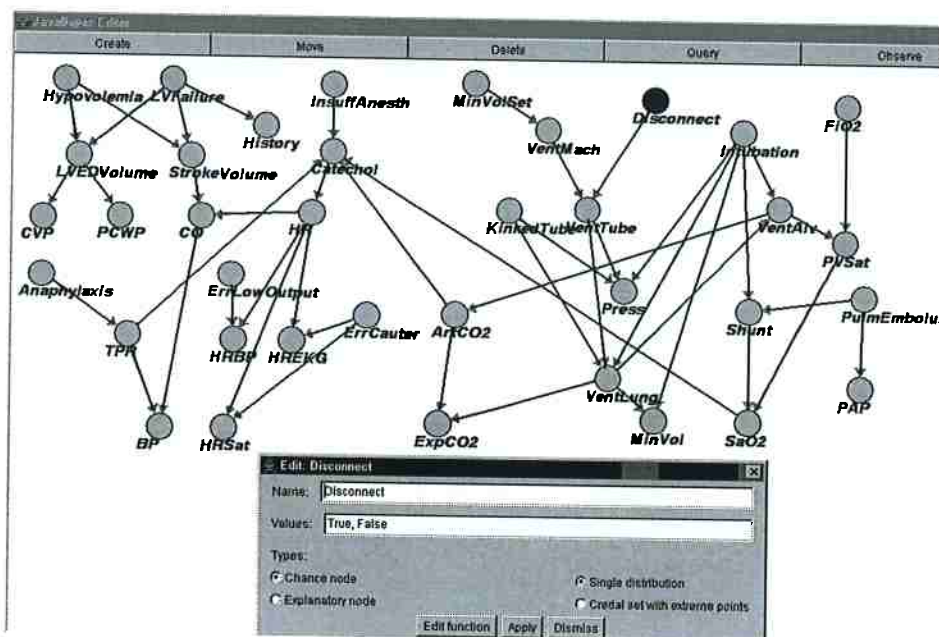 JavaBayes Editor
Create Move Delete Query Observe
Hypovolemia LVFailure InsuffAnesth MinVolSet Disconnect FiO2
History VentMach Intubation
LVEDVolume StrokeVolume Catechol
CVP PCWP CO HR KinkedTube VentTube VentAlv
PVSat
Anaphylaxis ErrLowOutput Press
TPR HRBP HREKG ErrCauter ArtCO2 Shunt PulmEmbolus
VentLung PAP
BP HRSat ExpCO2 MinVol SaO2
Edit: Disconnect
Name: Disconnect
Values: True, False
Types:
Chance node Single distribution
Explanatory node Credal set with extreme points
Edit function Apply Dismiss